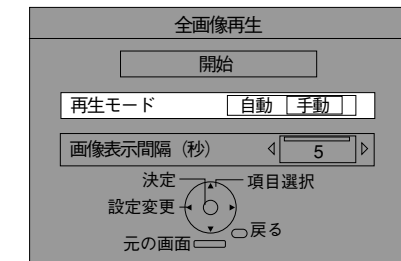 全画像再生
開始
再生モード 自動 手動
画像表示間隔(秒) 5
決定 項目選択
設定変更
戻る
元の画面